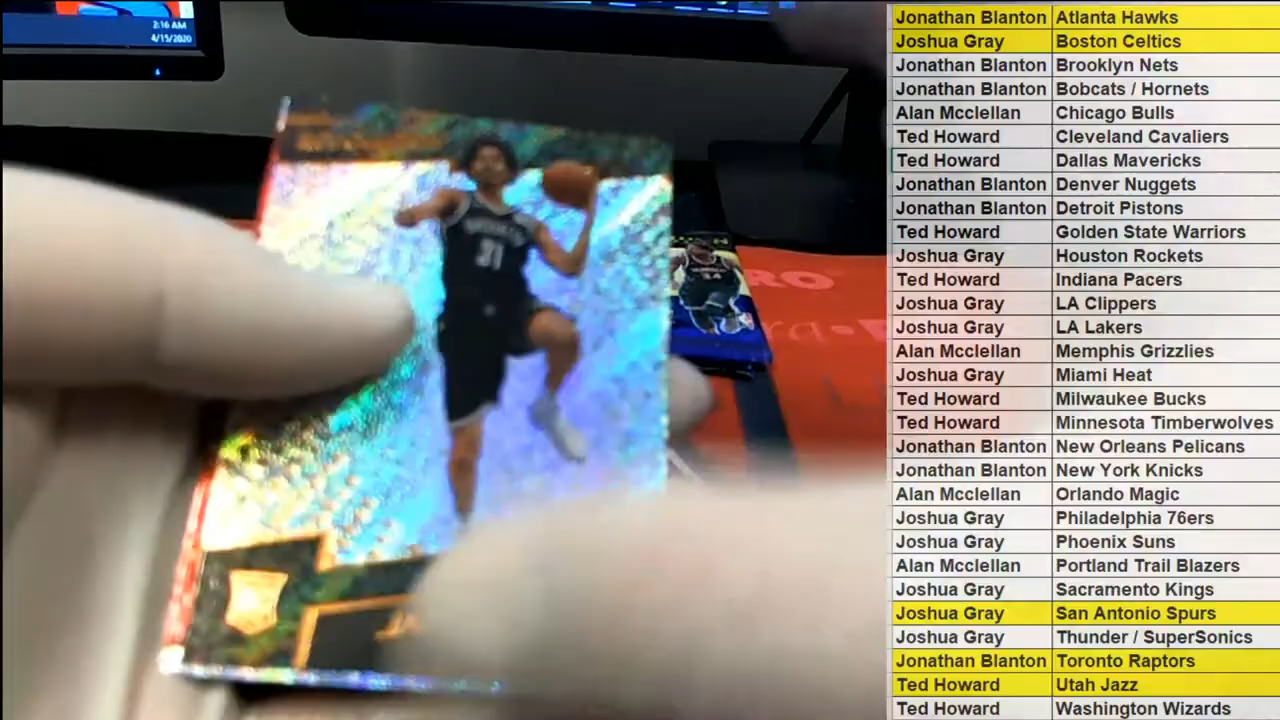 2:16 AM
4/15/2020
31
34
RO
Jonathan Blanton Atlanta Hawks
Joshua Gray Boston Celtics
Jonathan Blanton Brooklyn Nets
Jonathan Blanton Bobcats / Hornets
Alan Mcclellan Chicago Bulls
Ted Howard Cleveland Cavaliers
Ted Howard Dallas Mavericks
Jonathan Blanton Denver Nuggets
Jonathan Blanton Detroit Pistons
Ted Howard Golden State Warriors
Joshua Gray Houston Rockets
Ted Howard Indiana Pacers
Joshua Gray LA Clippers
Joshua Gray LA Lakers
Alan Mcclellan Memphis Grizzlies
Joshua Gray Miami Heat
Ted Howard Milwaukee Bucks
Ted Howard Minnesota Timberwolves
Jonathan Blanton New Orleans Pelicans
Jonathan Blanton New York Knicks
Alan Mcclellan Orlando Magic
Joshua Gray Philadelphia 76ers
Joshua Gray Phoenix Suns
Alan Mcclellan Portland Trail Blazers
Joshua Gray Sacramento Kings
Joshua Gray San Antonio Spurs
Joshua Gray Thunder / SuperSonics
Jonathan Blanton Toronto Raptors
Ted Howard Utah Jazz
Ted Howard Washington Wizards